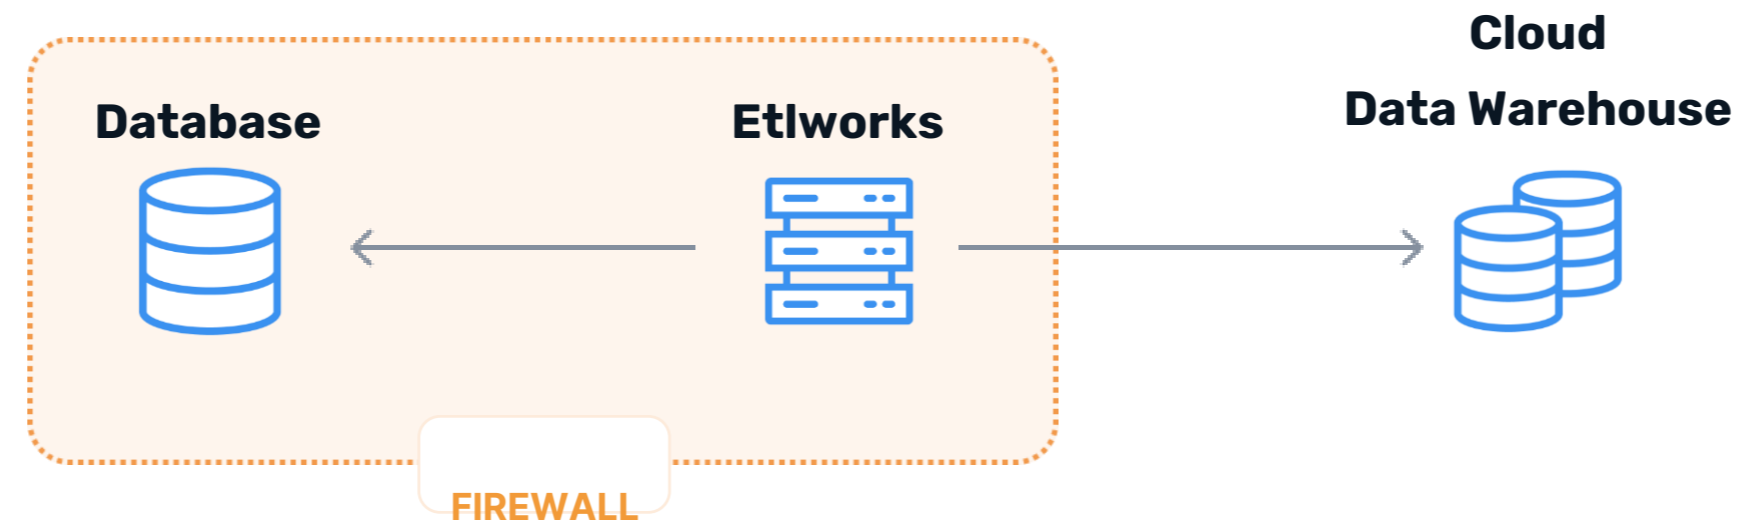 Cloud
Data Warehouse
Database
Etlworks
FIREWALL